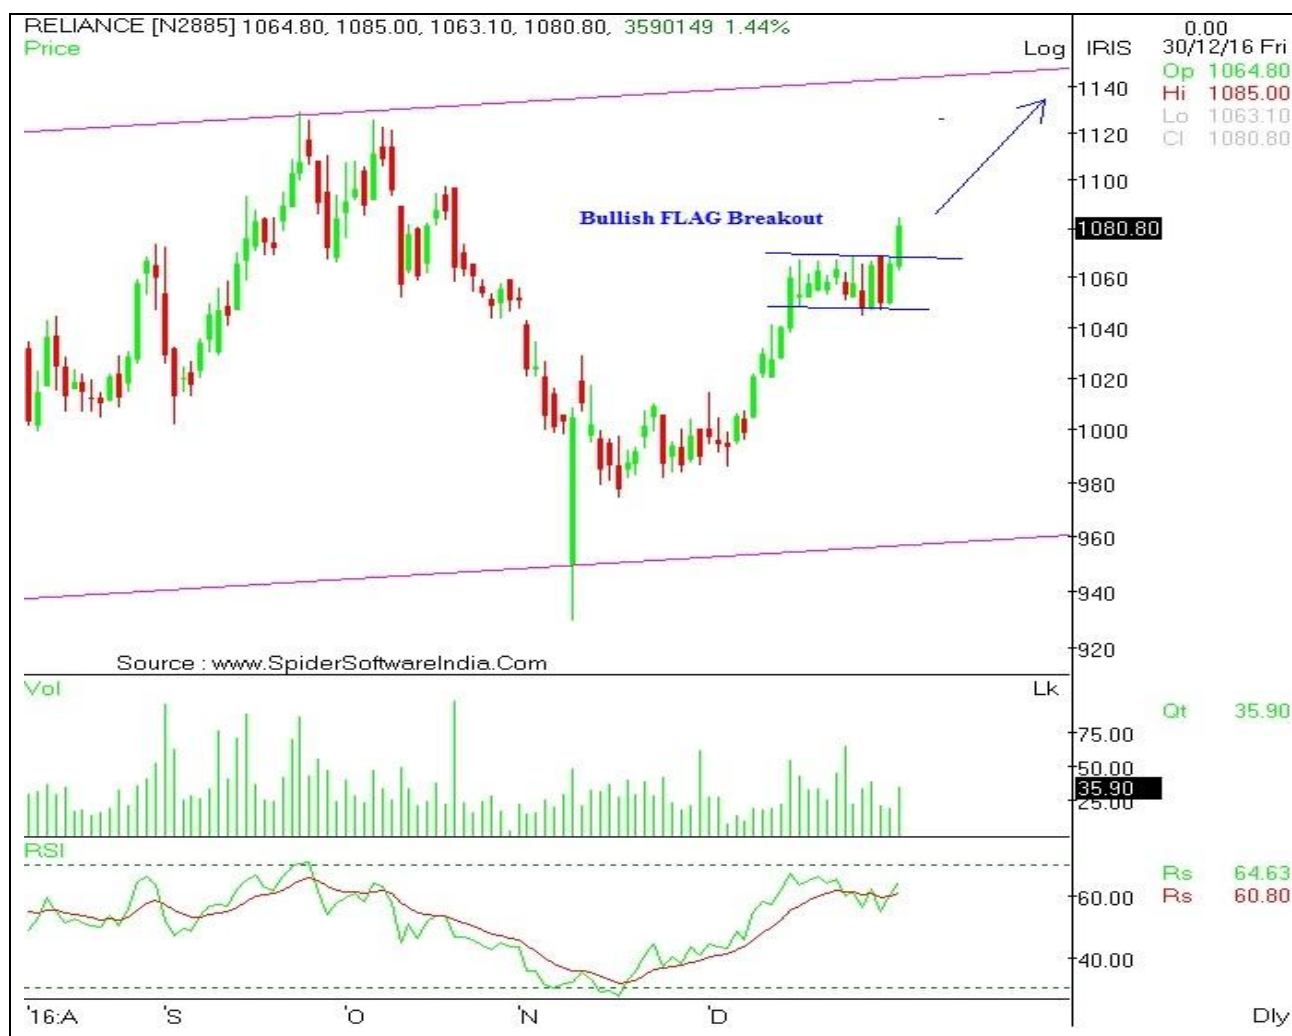 RELIANCE [N2885] 1064.80, 1085.00, 1063.10, 1080.80, 3590149 1.44%
Price
Log
IRIS
0.00
30/12/16 Fri
Op 1064.80
Hi 1085.00
Lo 1063.10
Cl 1080.80
1140
1120
1100
1080.80
1060
1040
1020
1000
980
960
940
920
Bullish FLAG Breakout
Source : www.SpiderSoftwareIndia.Com
Vol
Lk
Qt 35.90
75.00
50.00
35.90
25.00
RSI
Rs 64.63
Rs 60.80
60.00
40.00
'16:A 'S 'O 'N 'D
Dly